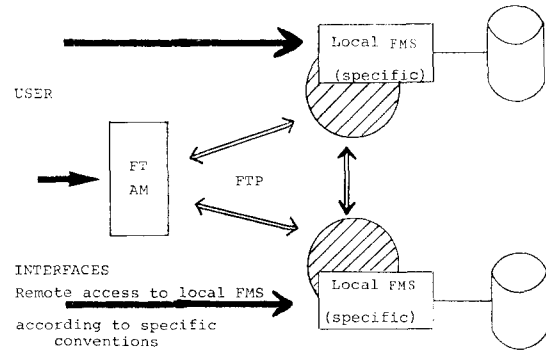 Local FMS
(specific)
USER
FT
AM
FTP
INTERFACES
Remote access to local FMS
according to specific
conventions
Local FMS
(specific)